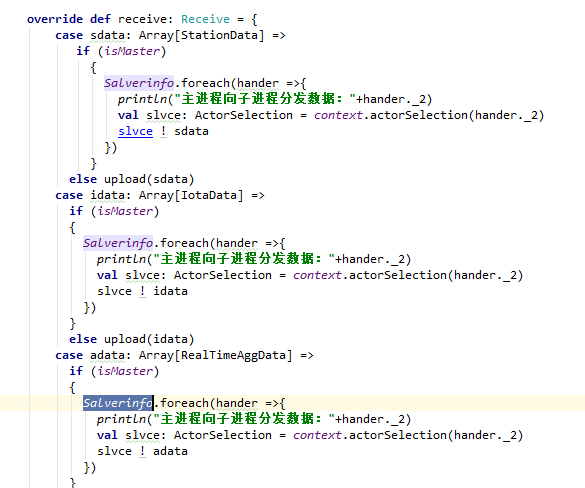 override def receive: Receive = {
case sdata: Array[StationData] =>
if (isMaster)
{
Salverinfo.foreach(hander =>{
println("主进程向子进程分发数据："+hander._2)
val slvce: ActorSelection = context.actorSelection(hander._2)
slvce ! sdata
})
}
else upload(sdata)
case idata: Array[IotaData] =>
if (isMaster)
{
Salverinfo.foreach(hander =>{
println("主进程向子进程分发数据："+hander._2)
val slvce: ActorSelection = context.actorSelection(hander._2)
slvce ! idata
})
}
else upload(idata)
case adata: Array[RealTimeAggData] =>
if (isMaster)
{
Salverinfo.foreach(hander =>{
println("主进程向子进程分发数据："+hander._2)
val slvce: ActorSelection = context.actorSelection(hander._2)
slvce ! adata
})
}